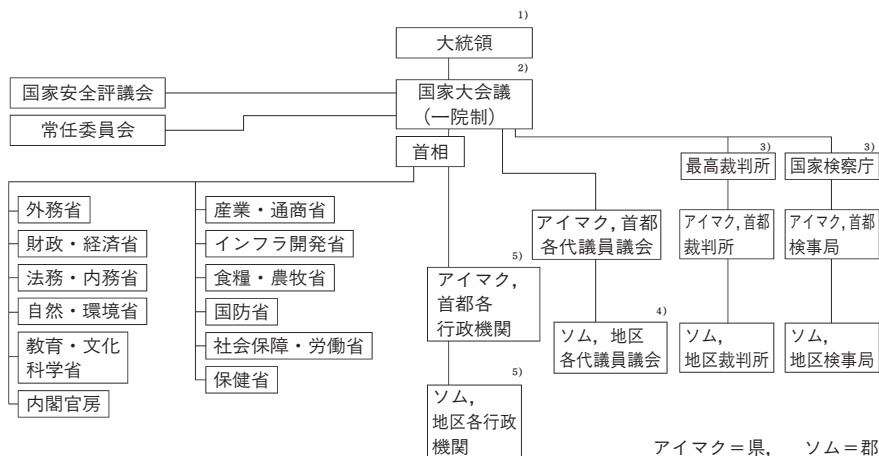 1)
大統領
2)
国家安全評議会
国家大会議
(一院制)
常任委員会
首相
3)
最高裁判所
3)
国家検察庁
外務省
財政・経済省
法務・内務省
自然・環境省
教育・文化
科学省
内閣官房
産業・通商省
インフラ開発省
食糧・農牧省
国防省
社会保障・労働省
保健省
5)
アイマク,
首都各
行政機関
5)
ソム,
地区各行政
機関
アイマク,首都
各代議員議会
4)
ソム, 地区
各代議員議会
アイマク,首都
裁判所
ソム,
地区裁判所
アイマク,首都
検事局
ソム,
地区検事局
アイマク=県, ソム=郡